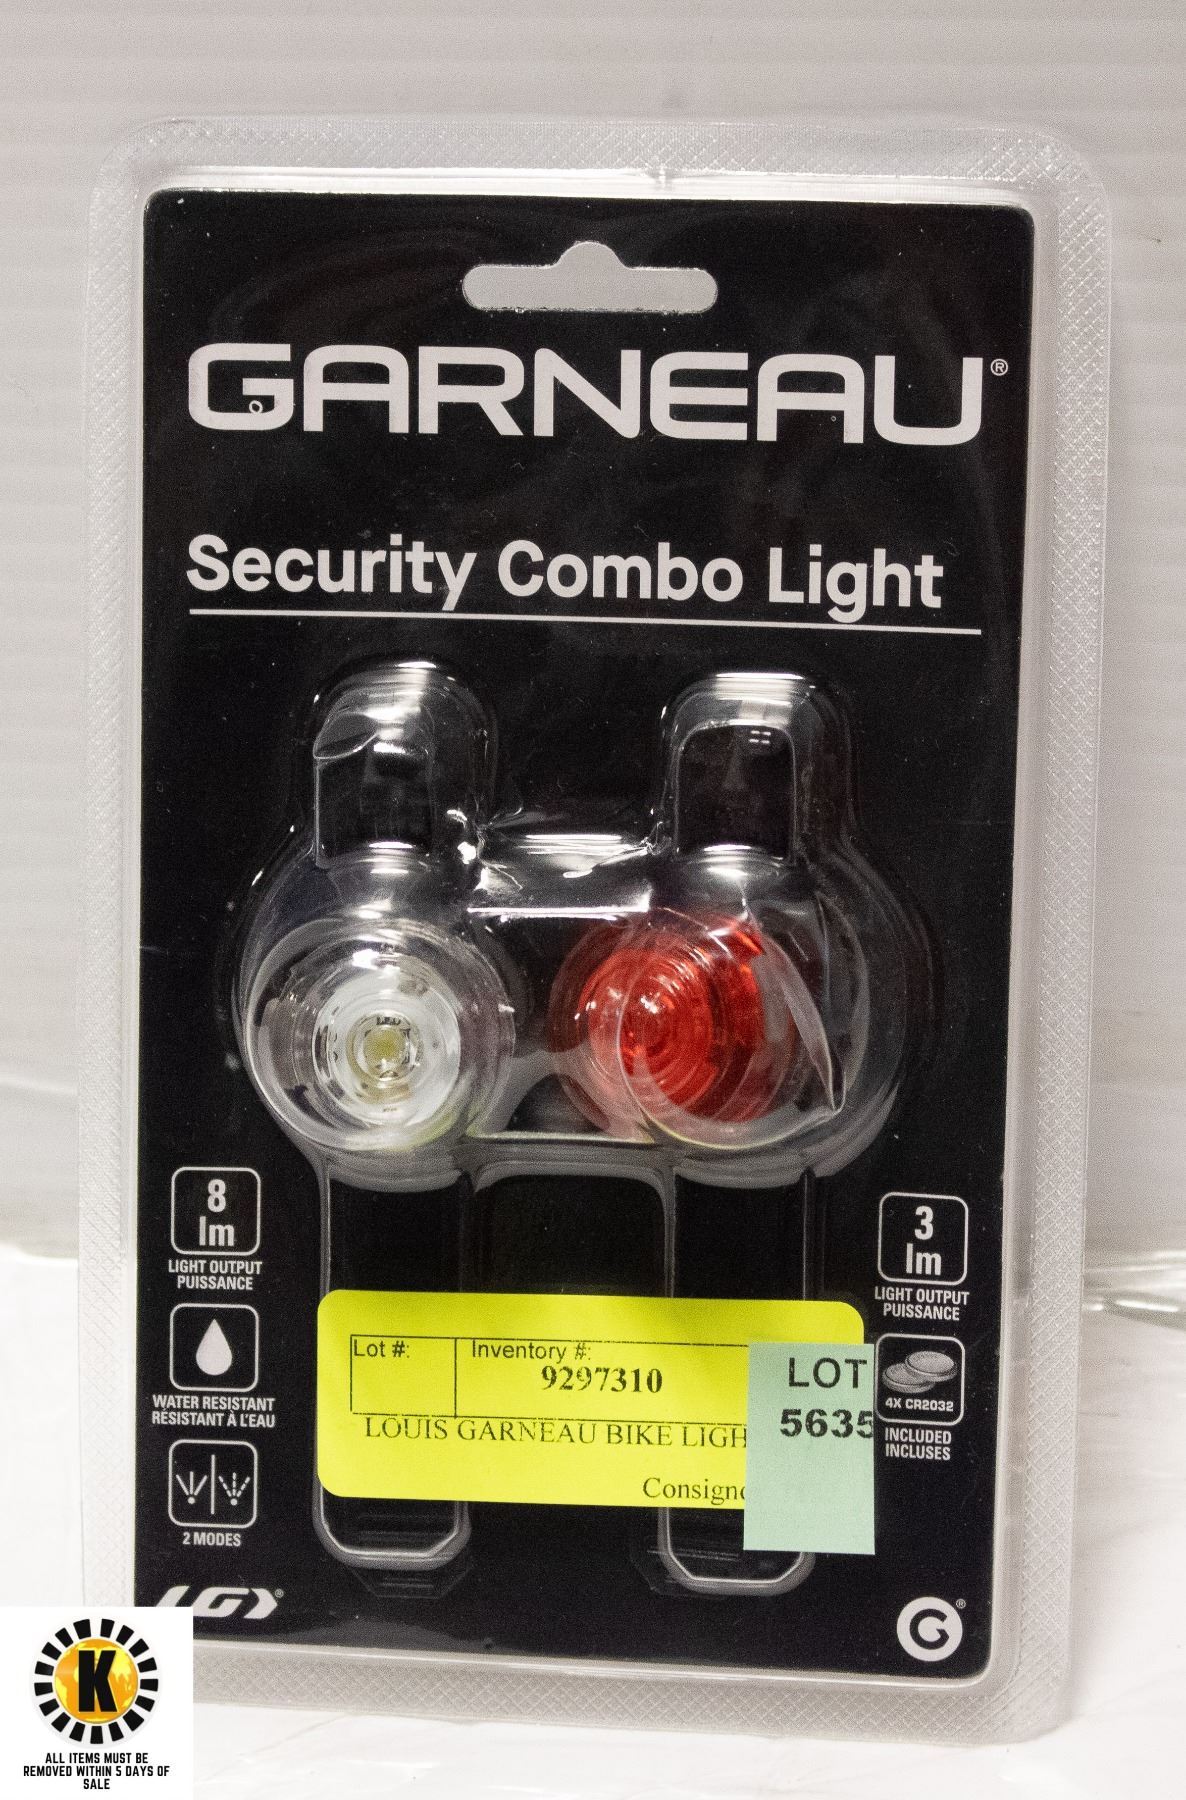 GARNEAU®
Security Combo Light
8
lm
LIGHT OUTPUT
PUISSANCE
WATER RESISTANT
RÉSISTANT À L'EAU
2 MODES
3
lm
LIGHT OUTPUT
PUISSANCE
4X CR2032
INCLUDED
INCLUSES
Lot #:
Inventory #:
9297310
LOUIS GARNEAU BIKE LIGH
Consign
LOT
5635
LG®
G®
K
ALL ITEMS MUST BE
REMOVED WITHIN 5 DAYS OF
SALE